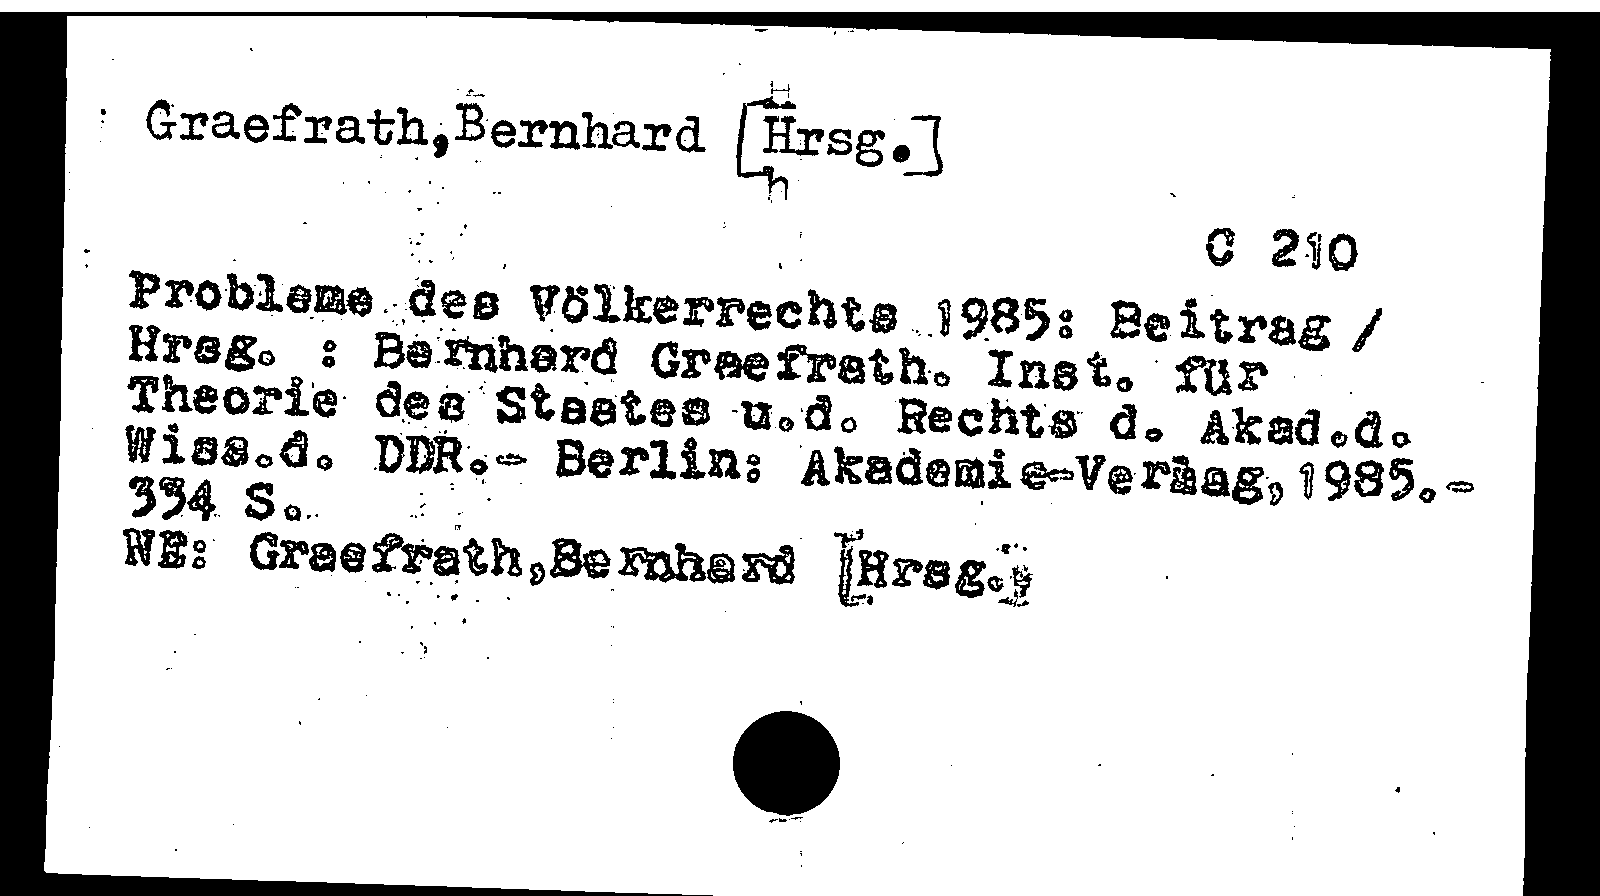 Graefrath,Bernhard [Hrsg.]
C 210
Probleme des Völkerrechts 1985: Beitrag /
Hrsg. : Bernhard Graefrath. Inst. für
Theorie des Staates u.d. Rechts d. Akad.d.
Wiss.d. DDR.- Berlin: Akademie-Verlag,1985.-
334 S.
NE: Graefrath,Bernhard [Hrsg.]